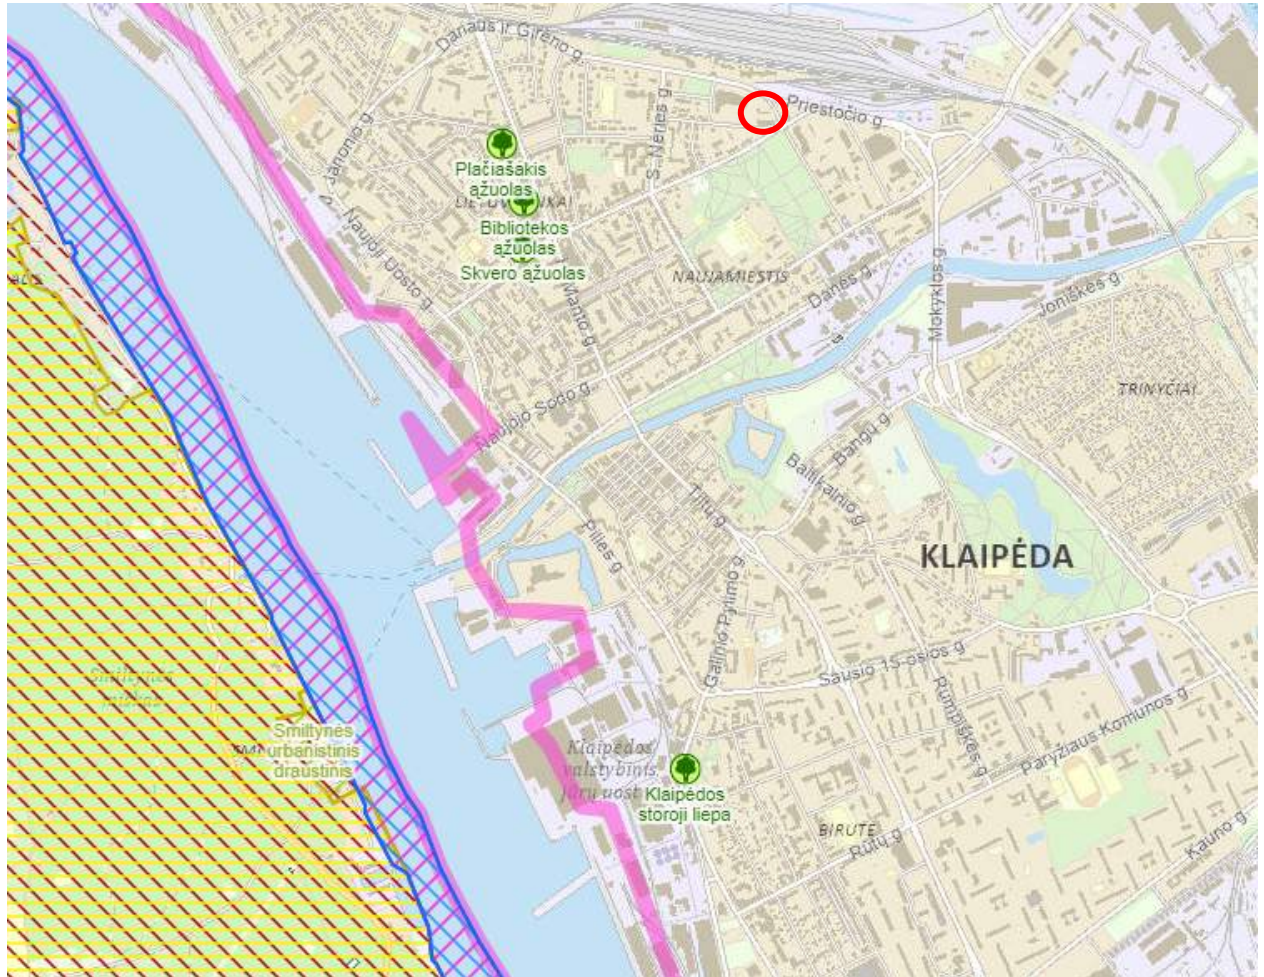 Danaus ir Girėno g.
Priestočio g.
S. Nėries g.
J. Janonio g.
Plačiašakis
ąžuolas
Bibliotekos
ąžuolas
Skvero ąžuolas
Naujoji Uosto g.
NAUJAMIESTIS
Manto g.
Danės g.
Mokyklos g.
Joniškės g.
TRINYČIAI
Naujojo Sodo g.
Bangų g.
Baltikalnio g.
Tiltų g.
Pilies g.
KLAIPĖDA
Galinio Pylimo g.
Sausio 15-osios g.
Rumpiškės g.
Paryžiaus Komunos g.
Smiltynės
urbanistinis
draustinis
Klaipėdos
valstybinis
jūrų uost
Klaipėdos
storoji liepa
BIRUTĖ
Rūtų g.
Kauno g.